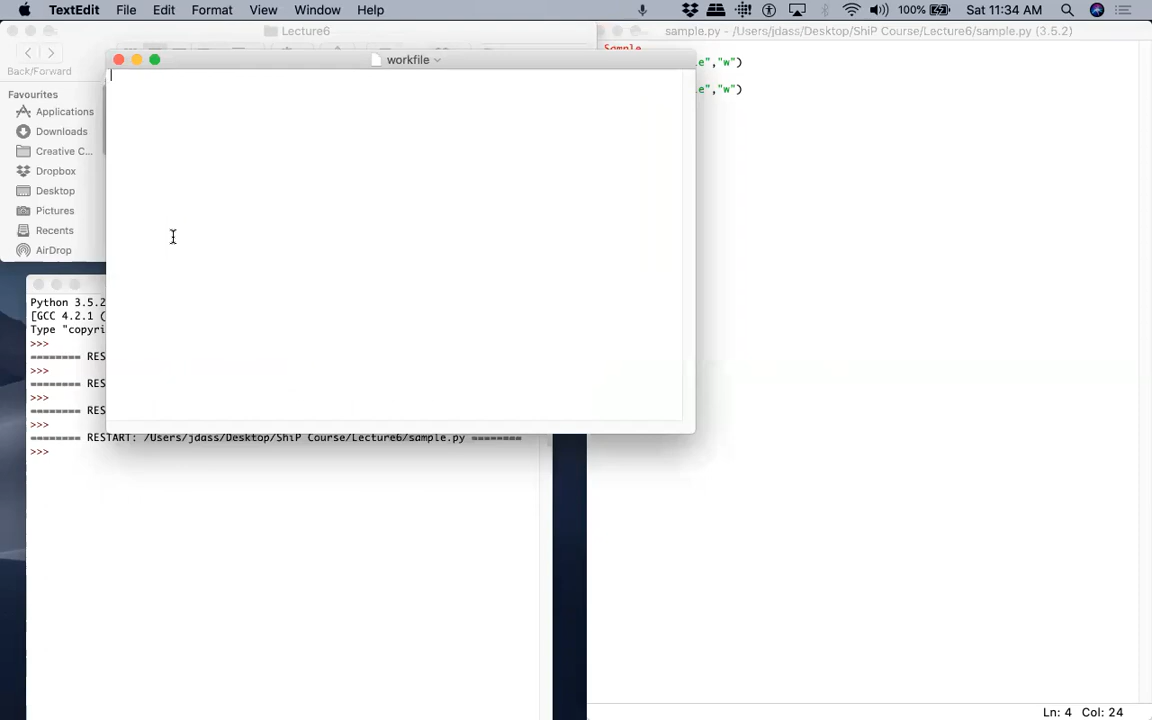 TextEdit File Edit Format View Window Help 100% Sat 11:34 AM
Lecture6
Back/Forward
Favourites
Applications
Downloads
Creative C...
Dropbox
Desktop
Pictures
Recents
AirDrop
workfile
sample.py - /Users/jdass/Desktop/ShiP Course/Lecture6/sample.py (3.5.2)
Sample
e","w")
e","w")
Python 3.5.2
[GCC 4.2.1 (
Type "copyri
>>>
======== RES
>>>
======== RES
>>>
======== RES
>>>
======== RESTART: /Users/jdass/Desktop/ShiP Course/Lecture6/sample.py ========
>>>
Ln: 4 Col: 24